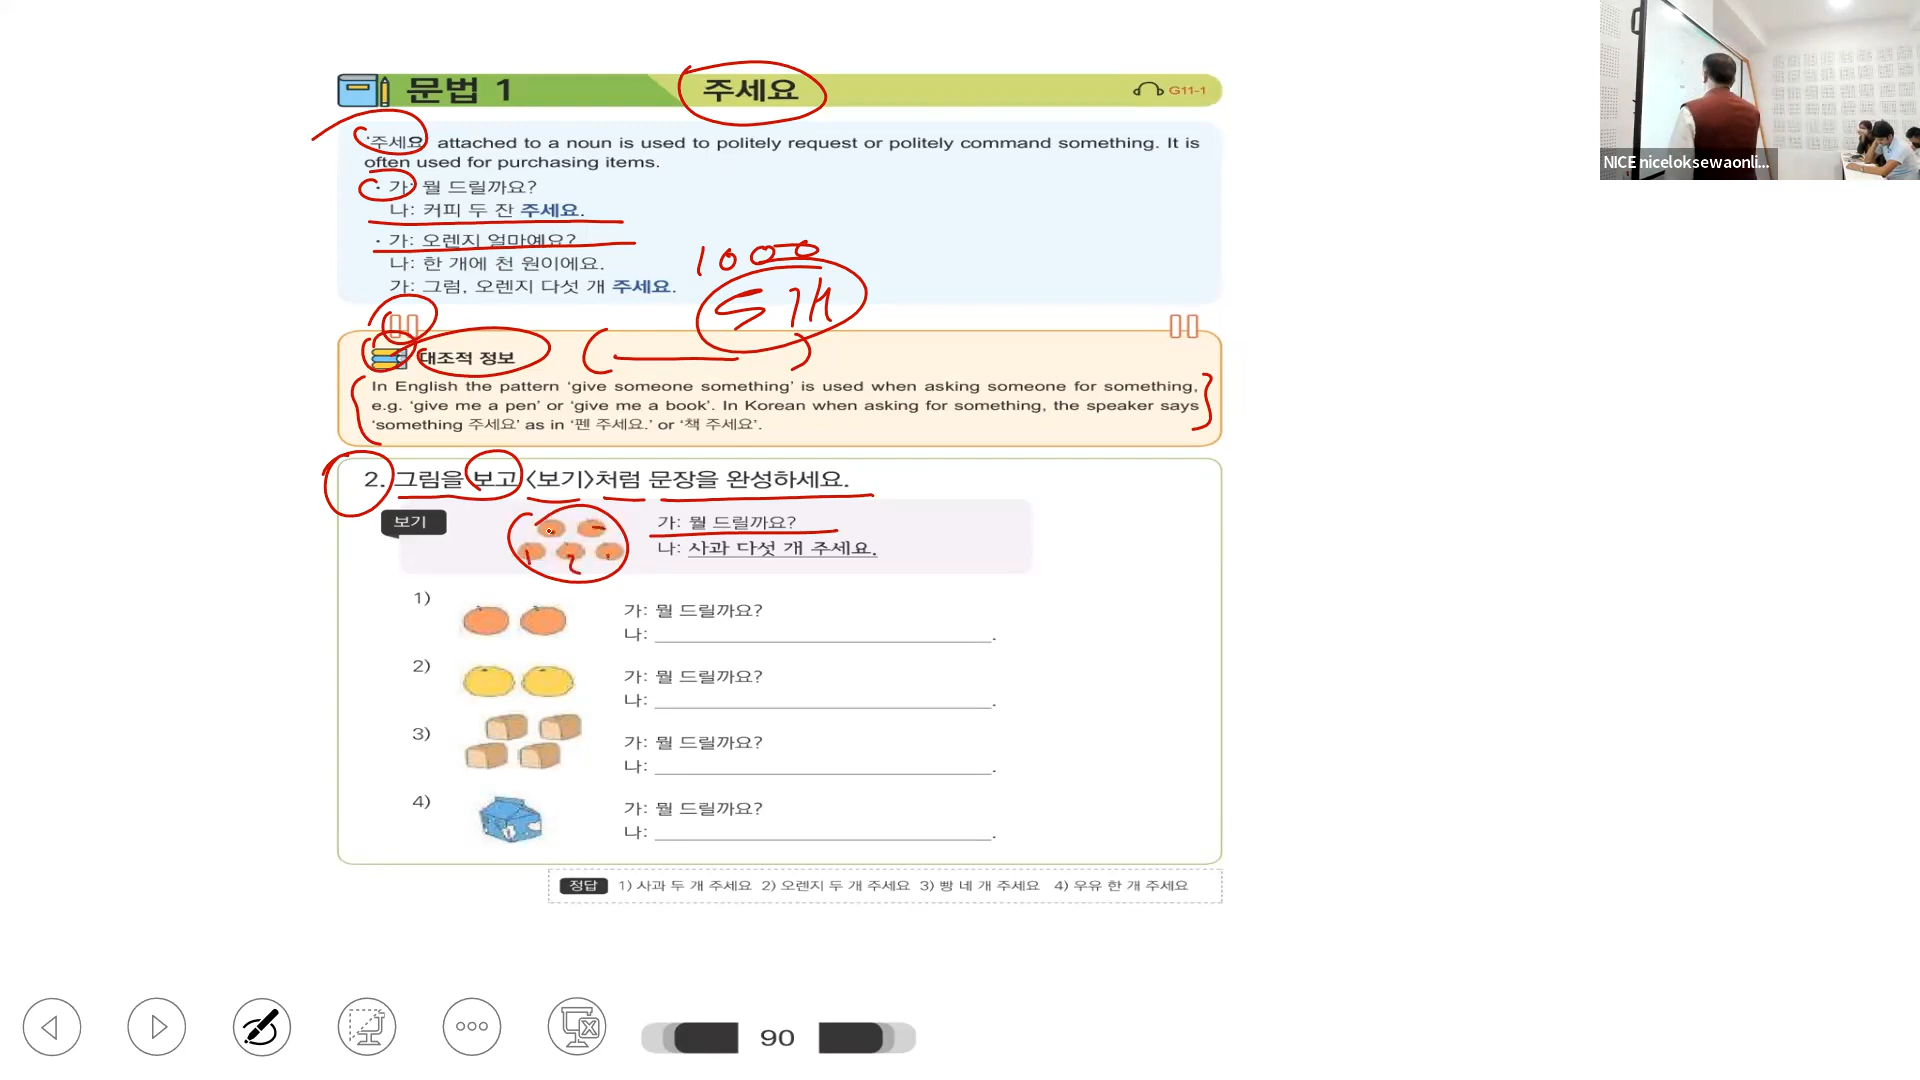 문법 1
주세요
G11-1
'주세요' attached to a noun is used to politely request or politely command something. It is
often used for purchasing items.
· 가: 뭘 드릴까요?
나: 커피 두 잔 주세요.
· 가: 오렌지 얼마예요?
나: 한 개에 천 원이에요.
가: 그럼, 오렌지 다섯 개 주세요.
1000
5 개
대조적 정보
In English the pattern ‘give someone something’ is used when asking someone for something,
e.g. ‘give me a pen’ or ‘give me a book’. In Korean when asking for something, the speaker says
‘something 주세요’ as in ‘펜 주세요.’ or ‘책 주세요’.
2. 그림을 보고 <보기>처럼 문장을 완성하세요.
보기
가: 뭘 드릴까요?
나: 사과 다섯 개 주세요.
1)
가: 뭘 드릴까요?
나: .
2)
가: 뭘 드릴까요?
나: .
3)
가: 뭘 드릴까요?
나: .
4)
가: 뭘 드릴까요?
나: .
정답 1) 사과 두 개 주세요 2) 오렌지 두 개 주세요 3) 빵 네 개 주세요 4) 우유 한 개 주세요
90
NICE niceloksewaonli...